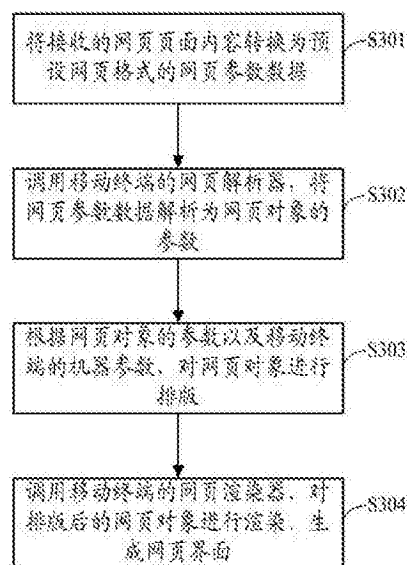 将接收的网页页面内容转换为预
设网页格式的网页参数数据
S301
调用移动终端的网页解析器，将
网页参数数据解析为网页对象的
参数
S302
根据网页对象的参数以及移动终
端的机器参数，对网页对象进行
排版
S303
调用移动终端的网页渲染器，对
排版后的网页对象进行渲染，生
成网页界面
S304